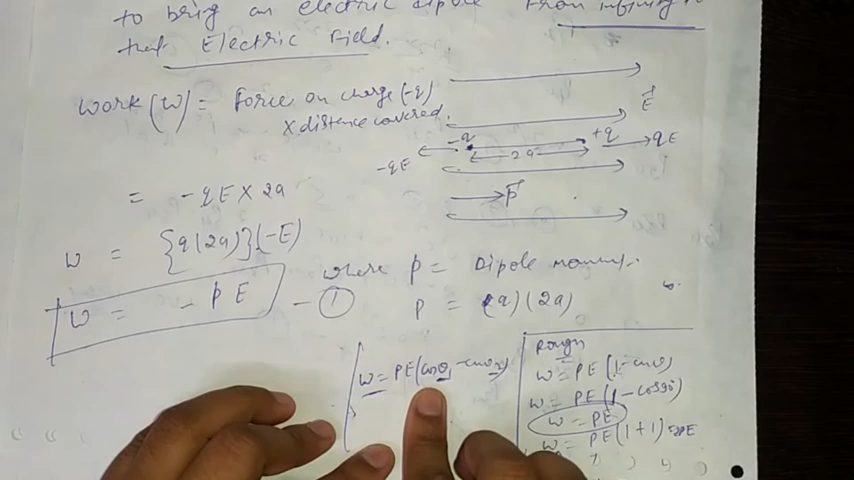 to bring an electric dipole from infinity to
that Electric Field.
Work (W) = Force on charge (-q)
x distance covered.
E
-q +q qE
2a
-qE
= -qE x 2a
P
W = {q(2a)}(-E)
where p = Dipole moment.
W = - PE - ①
p = (q)(2a)
W = PE(cosθ₁ - cosθ₂)
Rough
W = PE(1-cosθ)
W = PE(1-cos90°)
W = PE
W = PE(1+1)